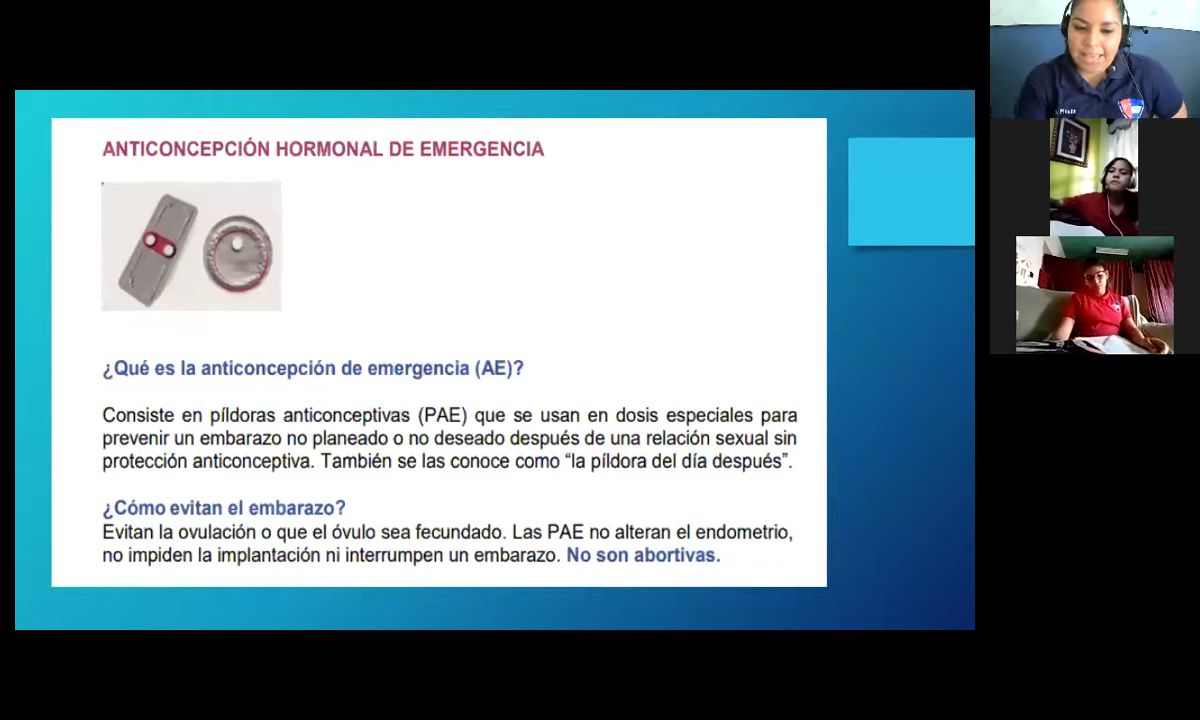 ANTICONCEPCIÓN HORMONAL DE EMERGENCIA
¿Qué es la anticoncepción de emergencia (AE)?
Consiste en píldoras anticonceptivas (PAE) que se usan en dosis especiales para
prevenir un embarazo no planeado o no deseado después de una relación sexual sin
protección anticonceptiva. También se las conoce como “la píldora del día después”.
¿Cómo evitan el embarazo?
Evitan la ovulación o que el óvulo sea fecundado. Las PAE no alteran el endometrio,
no impiden la implantación ni interrumpen un embarazo. No son abortivas.